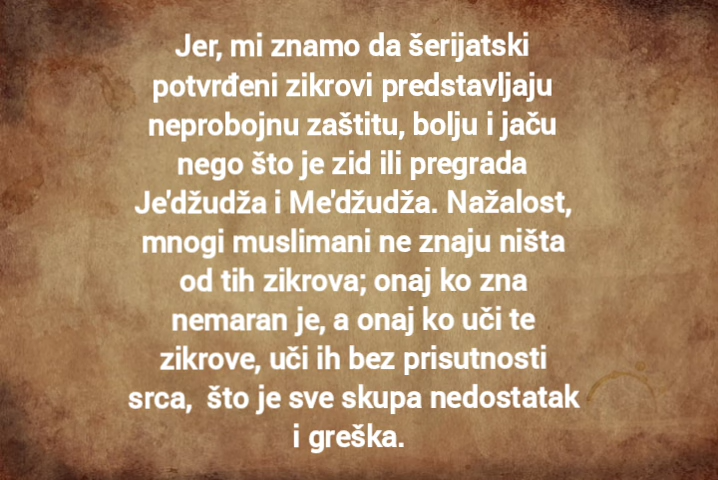 Jer, mi znamo da šerijatski
potvrđeni zikrovi predstavljaju
neprobojnu zaštitu, bolju i jaču
nego što je zid ili pregrada
Je'džudža i Me'džudža. Nažalost,
mnogi muslimani ne znaju ništa
od tih zikrova; onaj ko zna
nemaran je, a onaj ko uči te
zikrove, uči ih bez prisutnosti
srca,  što je sve skupa nedostatak
i greška.